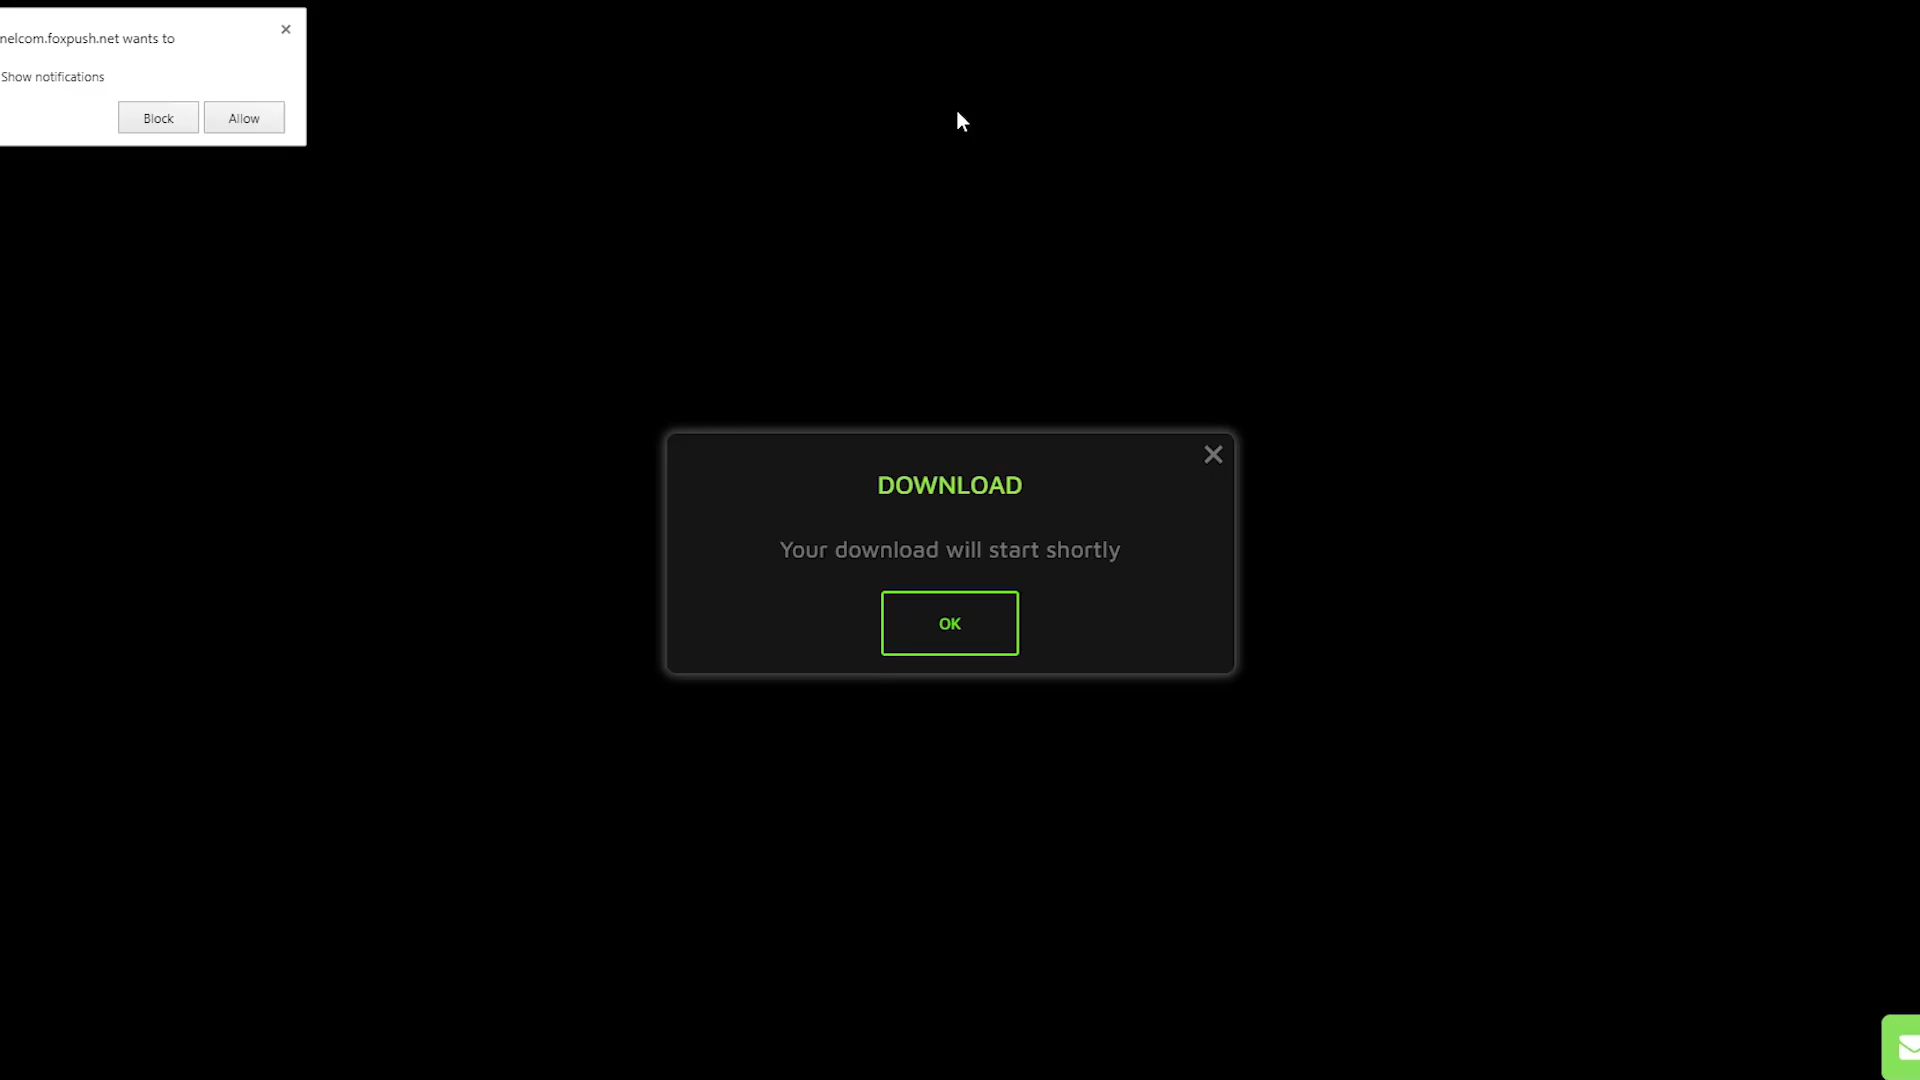 nelcom.foxpush.net wants to
Show notifications
Block
Allow
DOWNLOAD
Your download will start shortly
OK